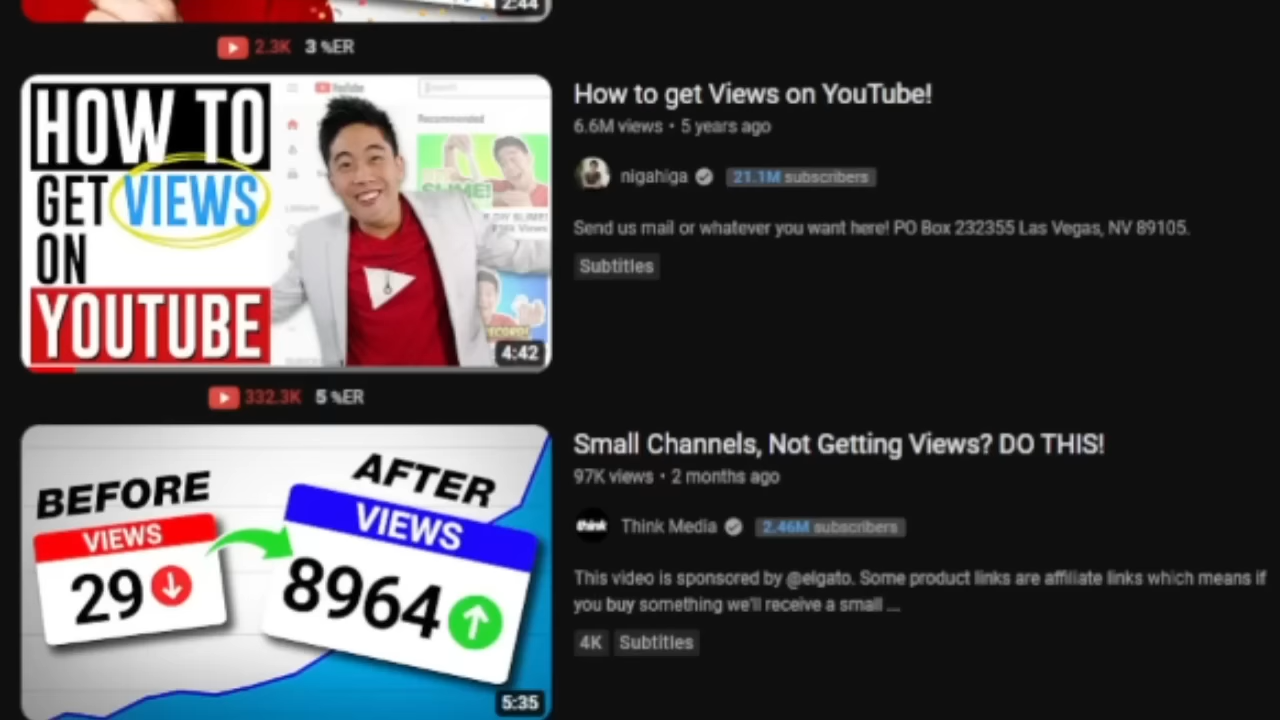 2:44
2.3K 3 %ER
HOW TO
GET VIEWS
ON
YOUTUBE
YouTube
Search
Recommended
SLIME!
4:42
How to get Views on YouTube!
6.6M views • 5 years ago
nigahiga 21.1M subscribers
Send us mail or whatever you want here! PO Box 232355 Las Vegas, NV 89105.
Subtitles
332.3K 5 %ER
BEFORE
VIEWS
29
AFTER
VIEWS
8964
5:35
Small Channels, Not Getting Views? DO THIS!
97K views • 2 months ago
think Think Media 2.46M subscribers
This video is sponsored by @elgato. Some product links are affiliate links which means if
you buy something we'll receive a small ...
4K Subtitles